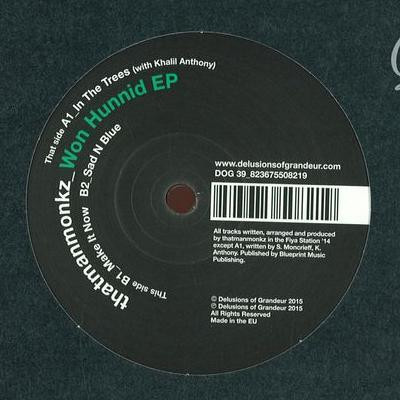 That side A1_In The Trees (with Khalil Anthony)
thatmanmonkz_Won Hunnid EP
This side B1_Make It Now B2_Sad N Blue
www.delusionsofgrandeur.com
DOG 39_823675508219
All tracks written, arranged and produced
by thatmanmonkz in the Fiya Station '14
except A1, written by S. Moncrieff, K.
Anthony. Published by Blueprint Music
Publishing.
© Delusions of Grandeur 2015
℗ Delusions of Grandeur 2015
All Rights Reserved
Made in the EU